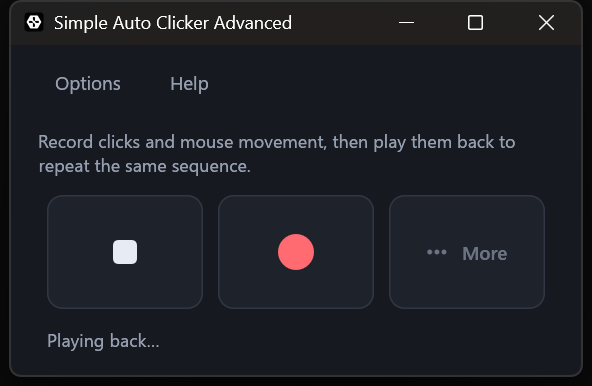 Simple Auto Clicker Advanced
Options Help
Record clicks and mouse movement, then play them back to
repeat the same sequence.
••• More
Playing back...